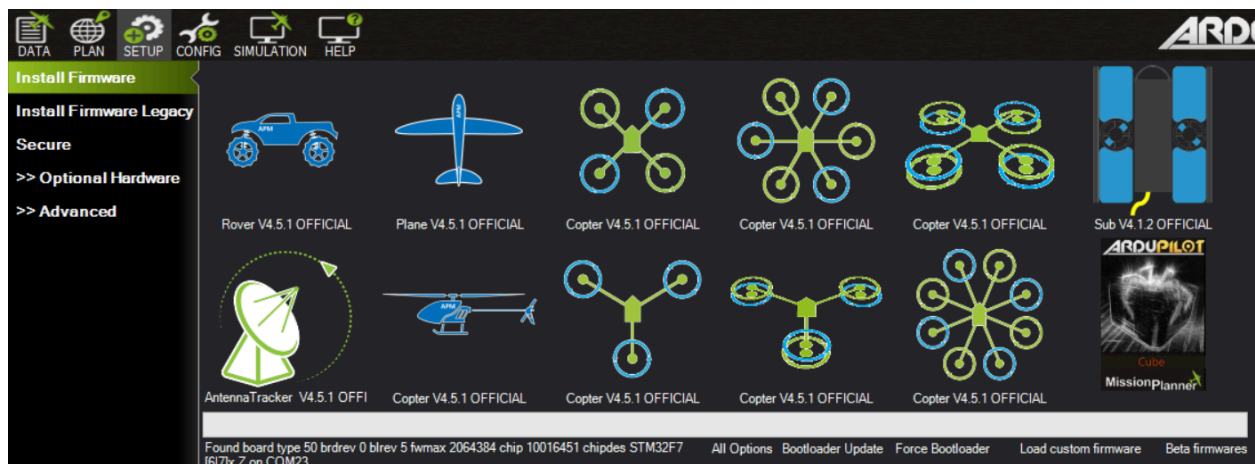 DATA PLAN SETUP CONFIG SIMULATION HELP
Install Firmware
Install Firmware Legacy
Secure
>> Optional Hardware
>> Advanced
APM
APM
Rover V4.5.1 OFFICIAL
Plane V4.5.1 OFFICIAL
Copter V4.5.1 OFFICIAL
Copter V4.5.1 OFFICIAL
Copter V4.5.1 OFFICIAL
Sub V4.1.2 OFFICIAL
APM
ARDUPILOT
Cube
MissionPlanner
AntennaTracker V4.5.1 OFFI
Copter V4.5.1 OFFICIAL
Copter V4.5.1 OFFICIAL
Copter V4.5.1 OFFICIAL
Copter V4.5.1 OFFICIAL
Found board type 50 brdrev 0 blrev 5 fwmax 2064384 chip 10016451 chipdes STM32F7
[6|7]x Z on COM23
All Options Bootloader Update Force Bootloader Load custom firmware Beta firmwares